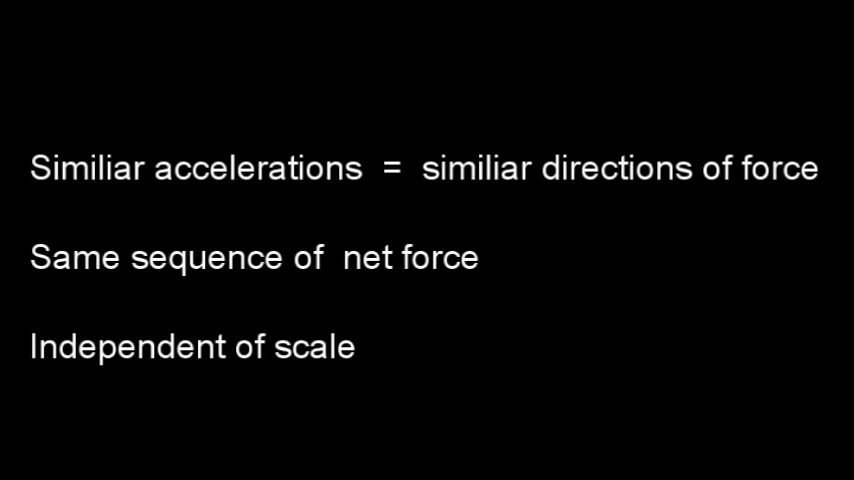 Similiar accelerations = similiar directions of force
Same sequence of net force
Independent of scale